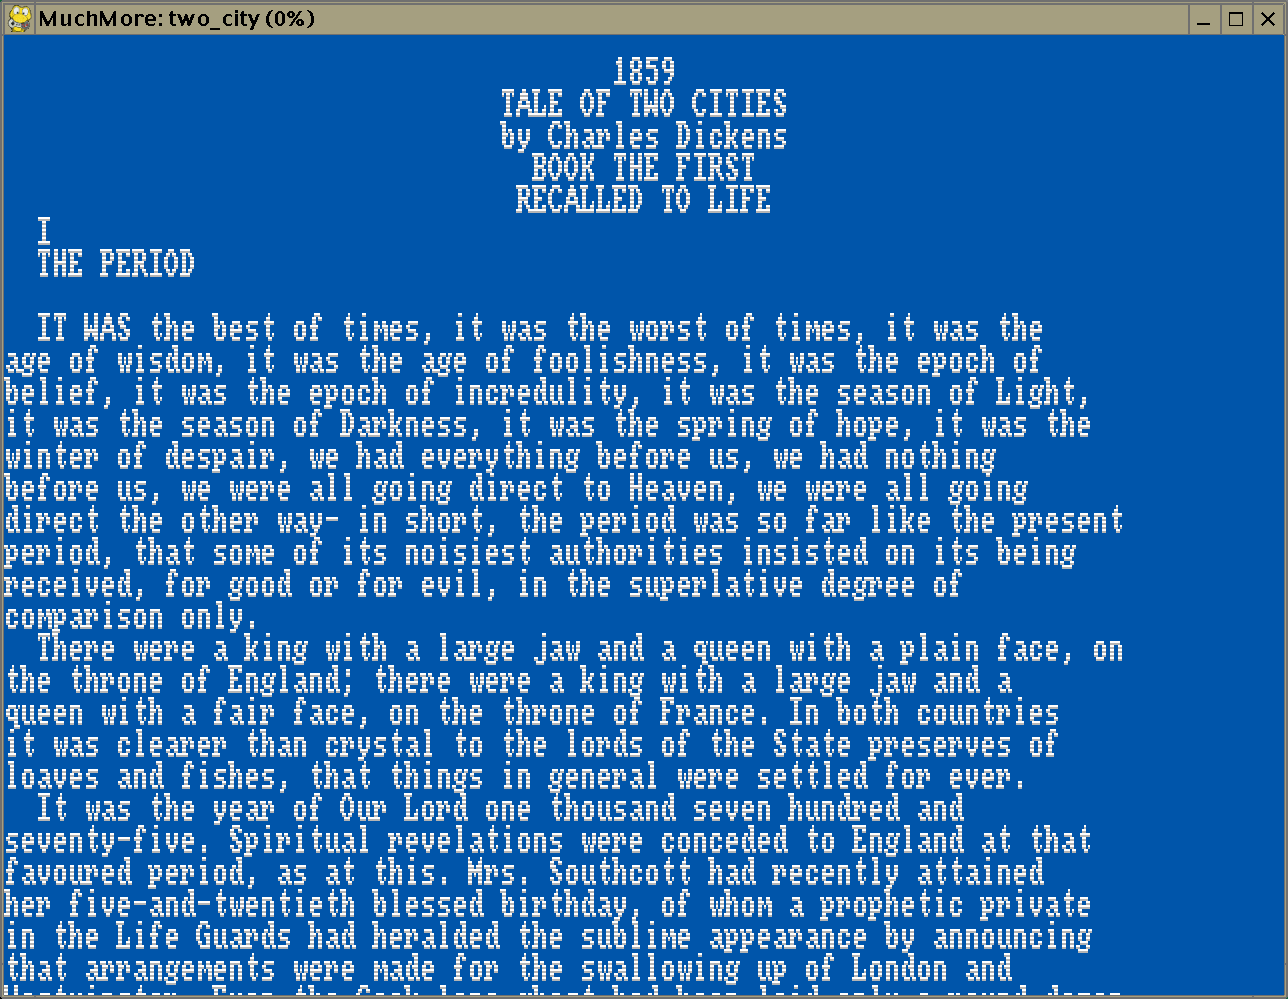 MuchMore: two_city (0%)
1859
TALE OF TWO CITIES
by Charles Dickens
BOOK THE FIRST
RECALLED TO LIFE
I
THE PERIOD
IT WAS the best of times, it was the worst of times, it was the
age of wisdom, it was the age of foolishness, it was the epoch of
belief, it was the epoch of incredulity, it was the season of Light,
it was the season of Darkness, it was the spring of hope, it was the
winter of despair, we had everything before us, we had nothing
before us, we were all going direct to Heaven, we were all going
direct the other way- in short, the period was so far like the present
period, that some of its noisiest authorities insisted on its being
received, for good or for evil, in the superlative degree of
comparison only.
There were a king with a large jaw and a queen with a plain face, on
the throne of England; there were a king with a large jaw and a
queen with a fair face, on the throne of France. In both countries
it was clearer than crystal to the lords of the State preserves of
loaves and fishes, that things in general were settled for ever.
It was the year of Our Lord one thousand seven hundred and
seventy-five. Spiritual revelations were conceded to England at that
favoured period, as at this. Mrs. Southcott had recently attained
her five-and-twentieth blessed birthday, of whom a prophetic private
in the Life Guards had heralded the sublime appearance by announcing
that arrangements were made for the swallowing up of London and